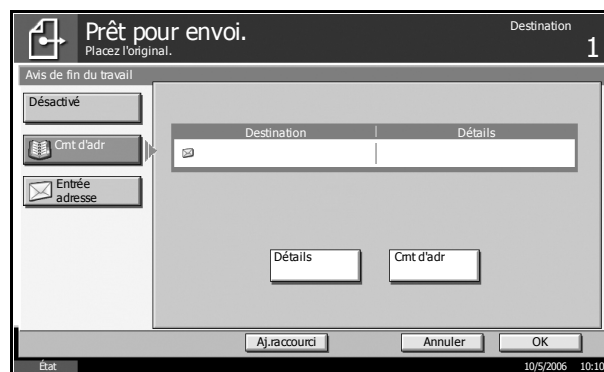 Prêt pour envoi.
Placez l'original.
Destination
1
Avis de fin du travail
Désactivé
Cmt d'adr
Entrée
adresse
Destination
Détails
Détails
Cmt d'adr
Aj.raccourci
Annuler
OK
État
10/5/2006 10:10